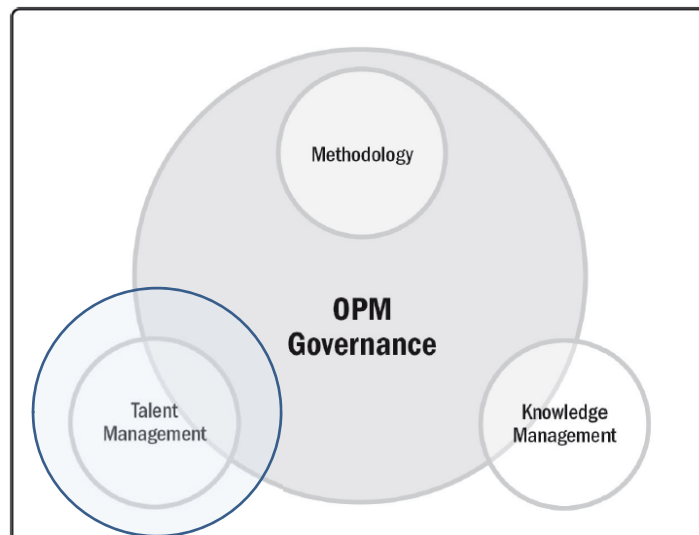 Methodology
OPM
Governance
Talent
Management
Knowledge
Management